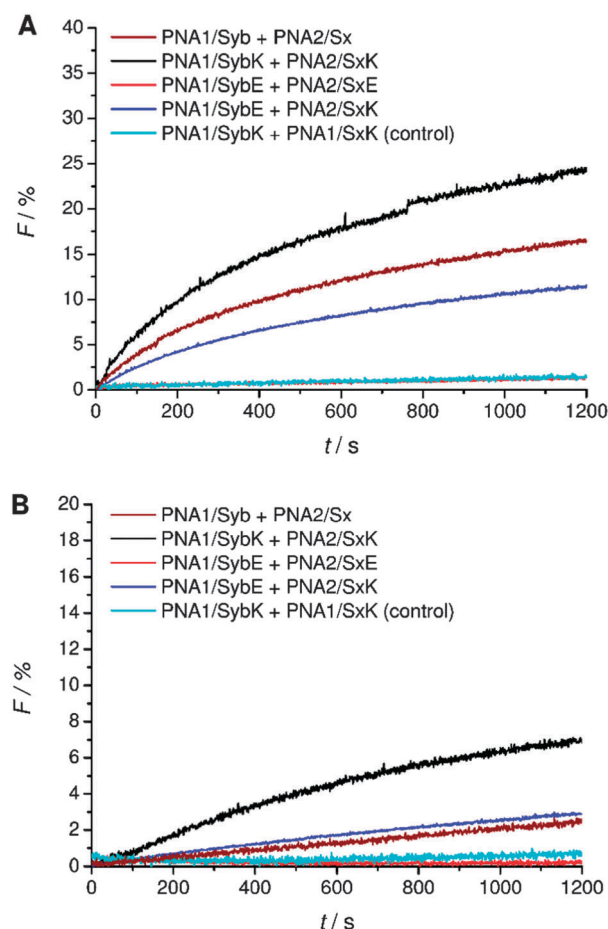 A
PNA1/Syb + PNA2/Sx
PNA1/SybK + PNA2/SxK
PNA1/SybE + PNA2/SxE
PNA1/SybE + PNA2/SxK
PNA1/SybK + PNA1/SxK (control)
40
35
30
25
20
15
10
5
0
F / %
0 200 400 600 800 1000 1200
t / s
B
PNA1/Syb + PNA2/Sx
PNA1/SybK + PNA2/SxK
PNA1/SybE + PNA2/SxE
PNA1/SybE + PNA2/SxK
PNA1/SybK + PNA1/SxK (control)
20
18
16
14
12
10
8
6
4
2
0
F / %
0 200 400 600 800 1000 1200
t / s